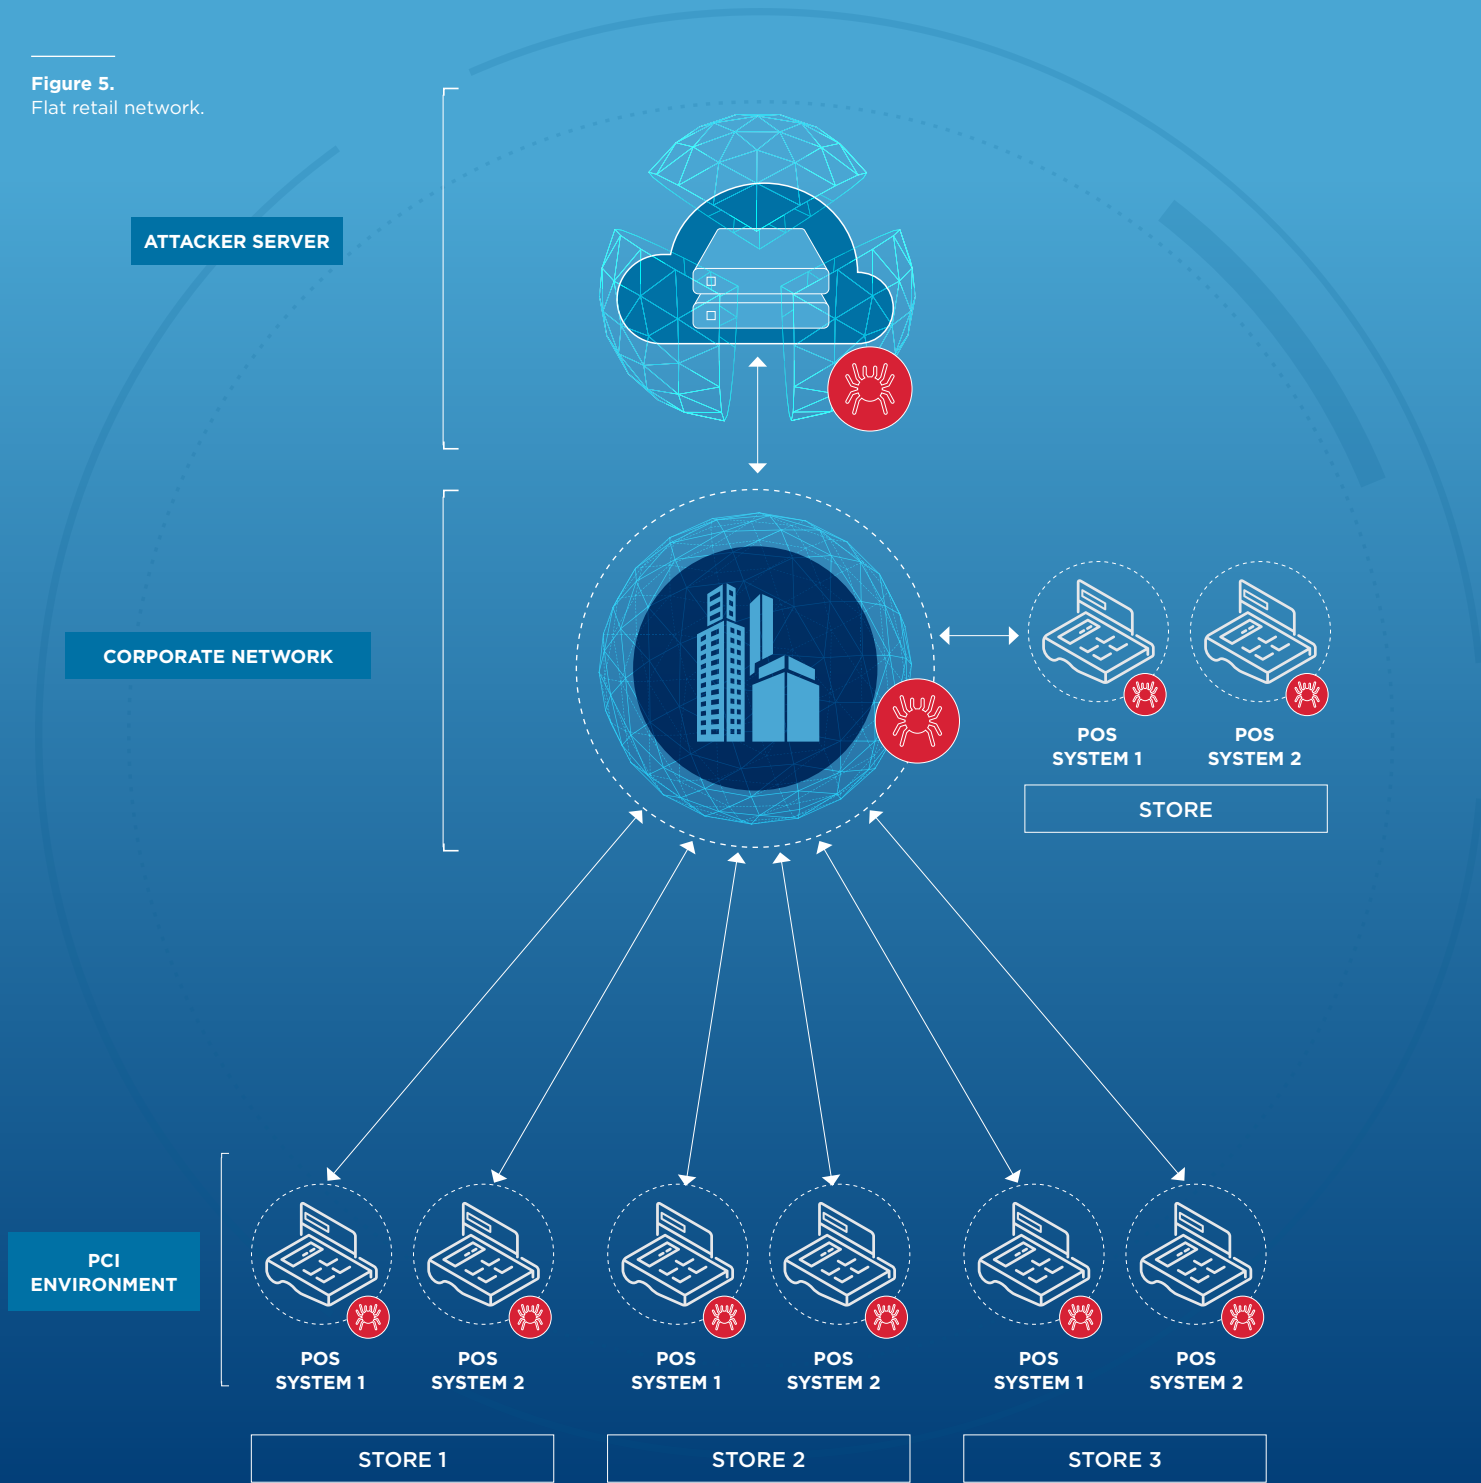 Figure 5.
Flat retail network.
ATTACKER SERVER
CORPORATE NETWORK
POS
SYSTEM 1
POS
SYSTEM 2
STORE
PCI
ENVIRONMENT
POS
SYSTEM 1
POS
SYSTEM 2
POS
SYSTEM 1
POS
SYSTEM 2
POS
SYSTEM 1
POS
SYSTEM 2
STORE 1
STORE 2
STORE 3